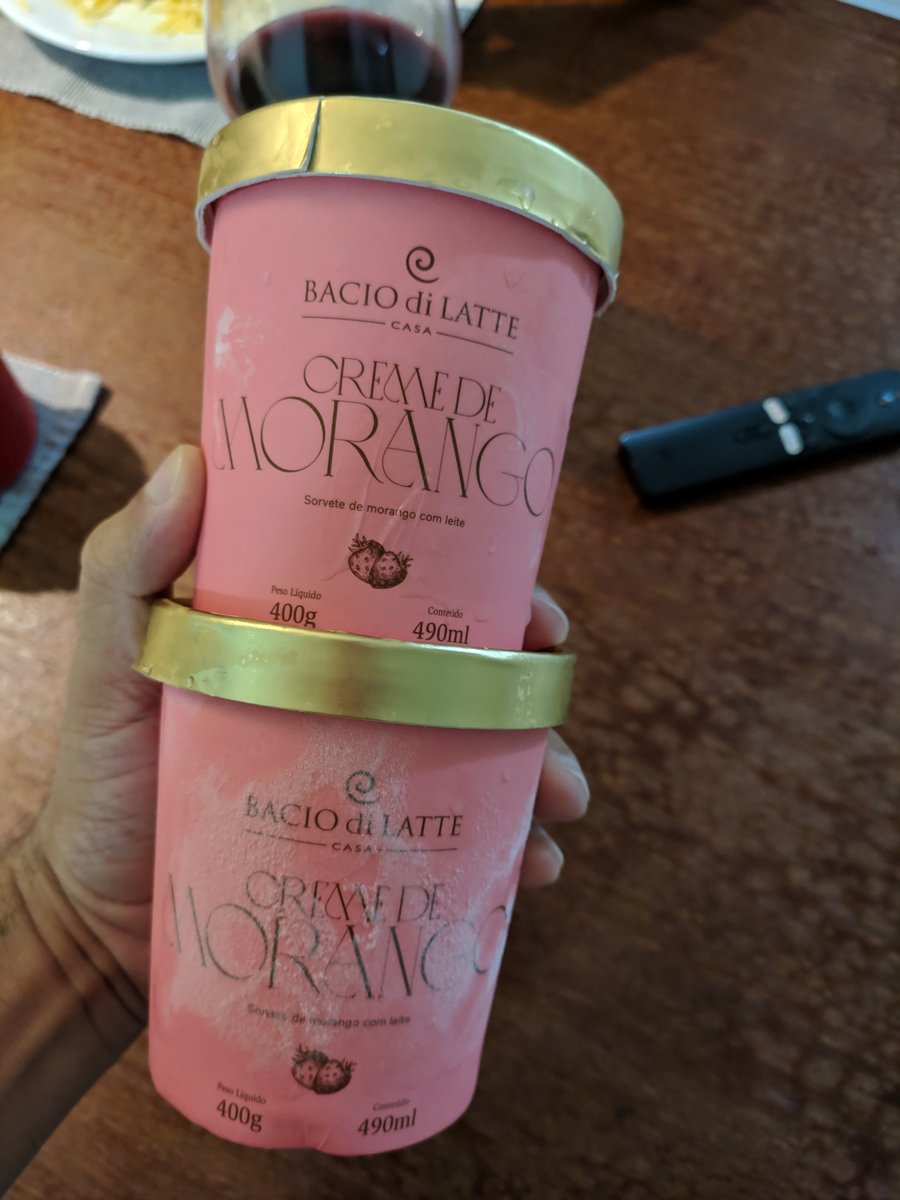 BACIO di LATTE
CASA
CREME DE
MORANGO
Sorvete de morango com leite
Peso Líquido
400g
Conteúdo
490ml
BACIO di LATTE
CASA
CREME DE
MORANGO
Sorvete de morango com leite
Peso Líquido
400g
Conteúdo
490ml